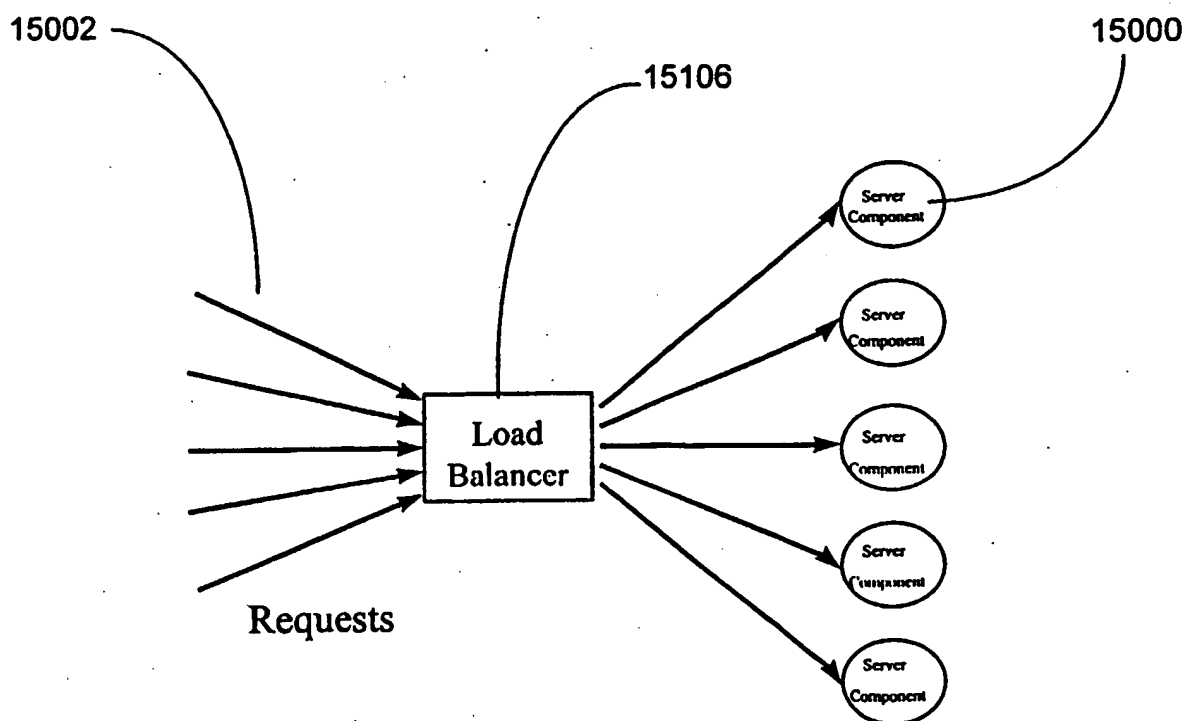 15002
15000
15106
Server
Component
Server
Component
Load
Balancer
Server
Component
Server
Component
Requests
Server
Component